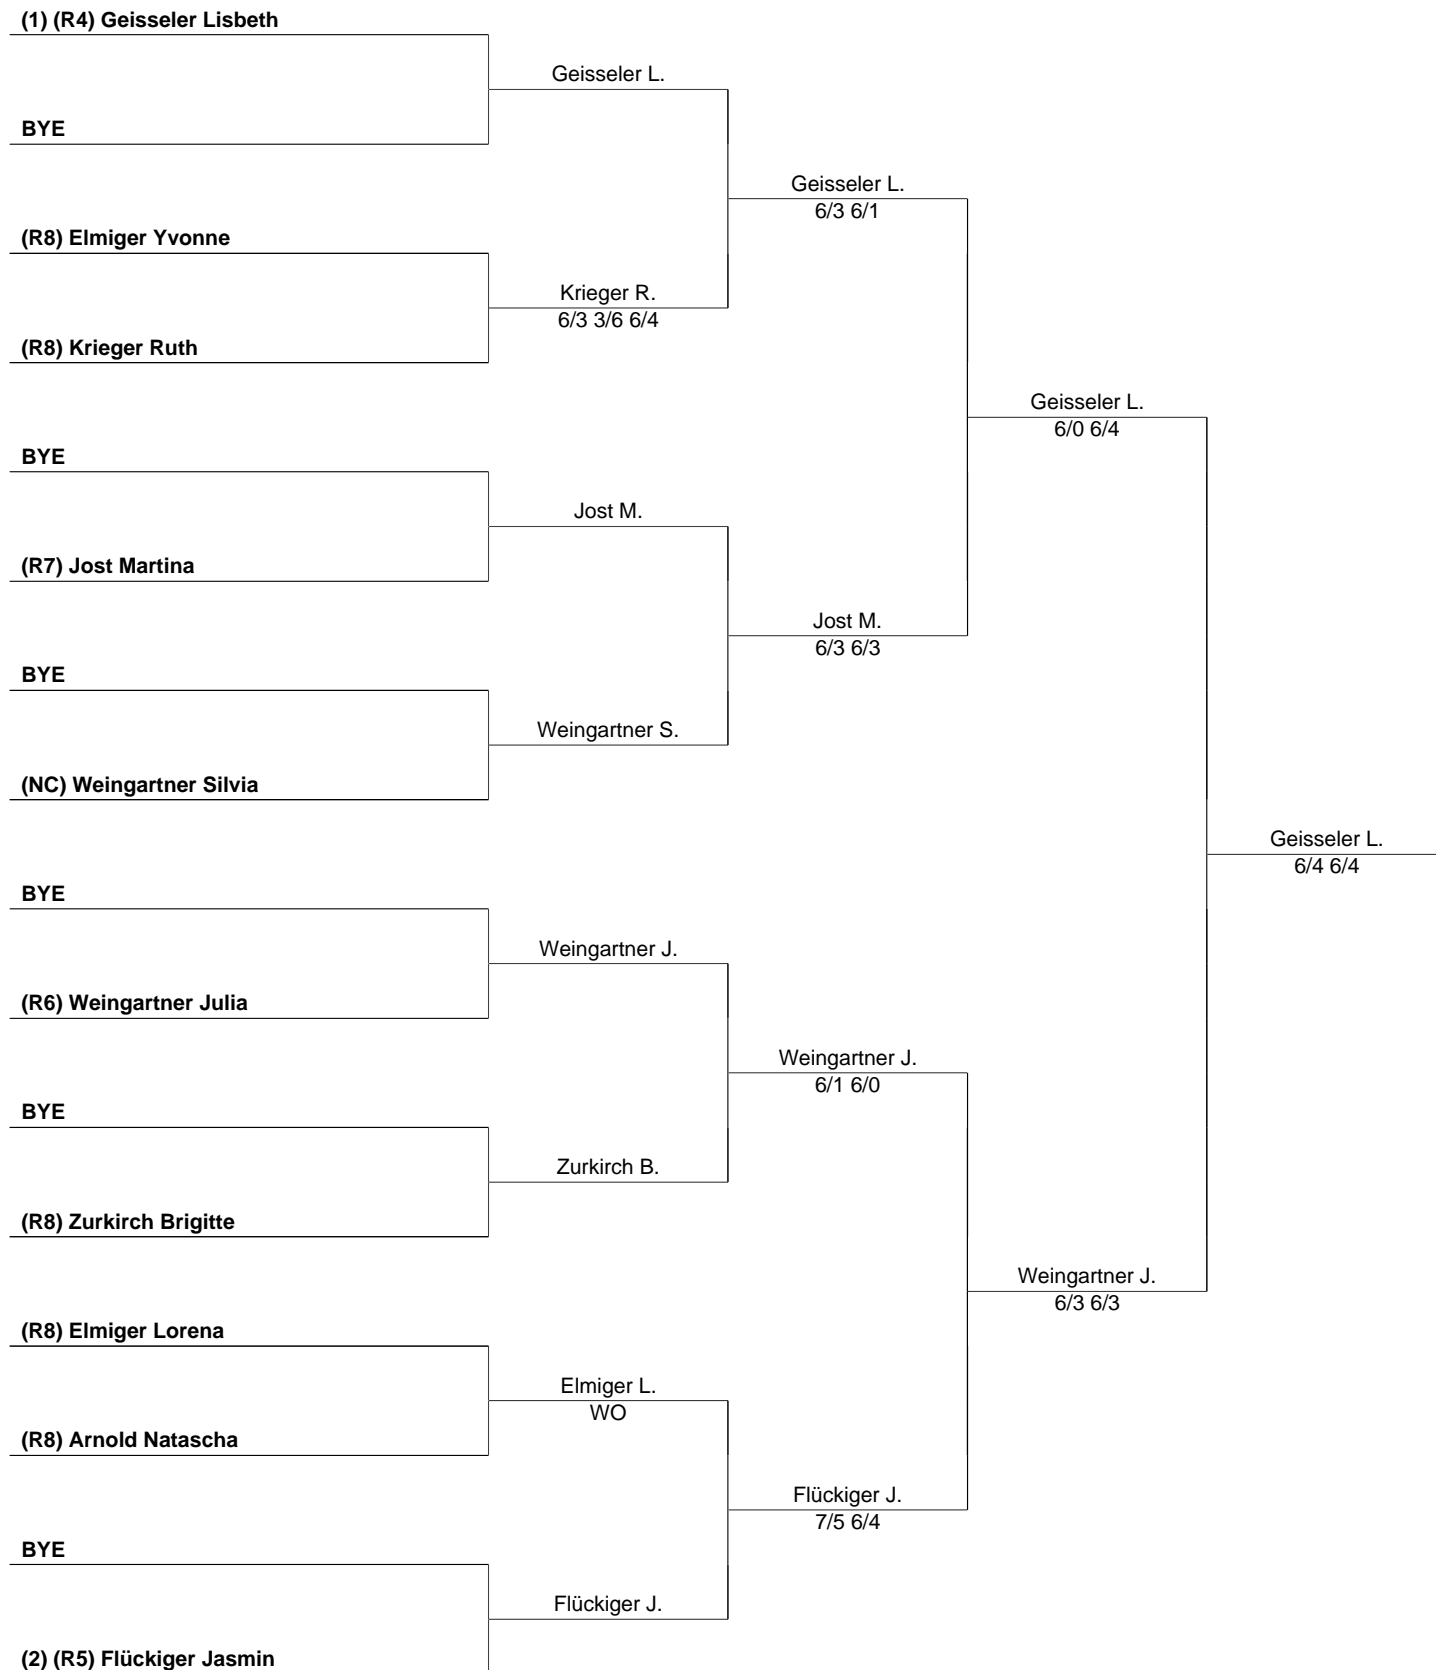 (1) (R4) Geisseler Lisbeth
Geisseler L.
BYE
Geisseler L.
6/3 6/1
(R8) Elmiger Yvonne
Krieger R.
6/3 3/6 6/4
(R8) Krieger Ruth
Geisseler L.
6/0 6/4
BYE
Jost M.
(R7) Jost Martina
Jost M.
6/3 6/3
BYE
Weingartner S.
(NC) Weingartner Silvia
Geisseler L.
6/4 6/4
BYE
Weingartner J.
(R6) Weingartner Julia
Weingartner J.
6/1 6/0
BYE
Zurkirch B.
(R8) Zurkirch Brigitte
Weingartner J.
6/3 6/3
(R8) Elmiger Lorena
Elmiger L.
WO
(R8) Arnold Natascha
Flückiger J.
7/5 6/4
BYE
Flückiger J.
(2) (R5) Flückiger Jasmin